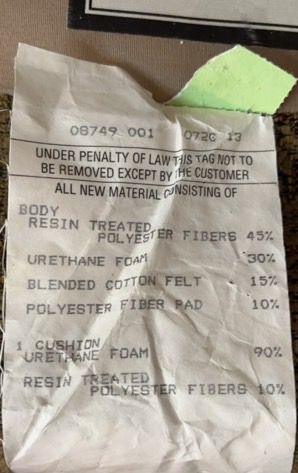 08749 001 0726 13
UNDER PENALTY OF LAW THIS TAG NOT TO
BE REMOVED EXCEPT BY THE CUSTOMER
ALL NEW MATERIAL CONSISTING OF
BODY
RESIN TREATED
POLYESTER FIBERS 45%
URETHANE FOAM 30%
BLENDED COTTON FELT 15%
POLYESTER FIBER PAD 10%
1 CUSHION
URETHANE FOAM 90%
RESIN TREATED
POLYESTER FIBERS 10%